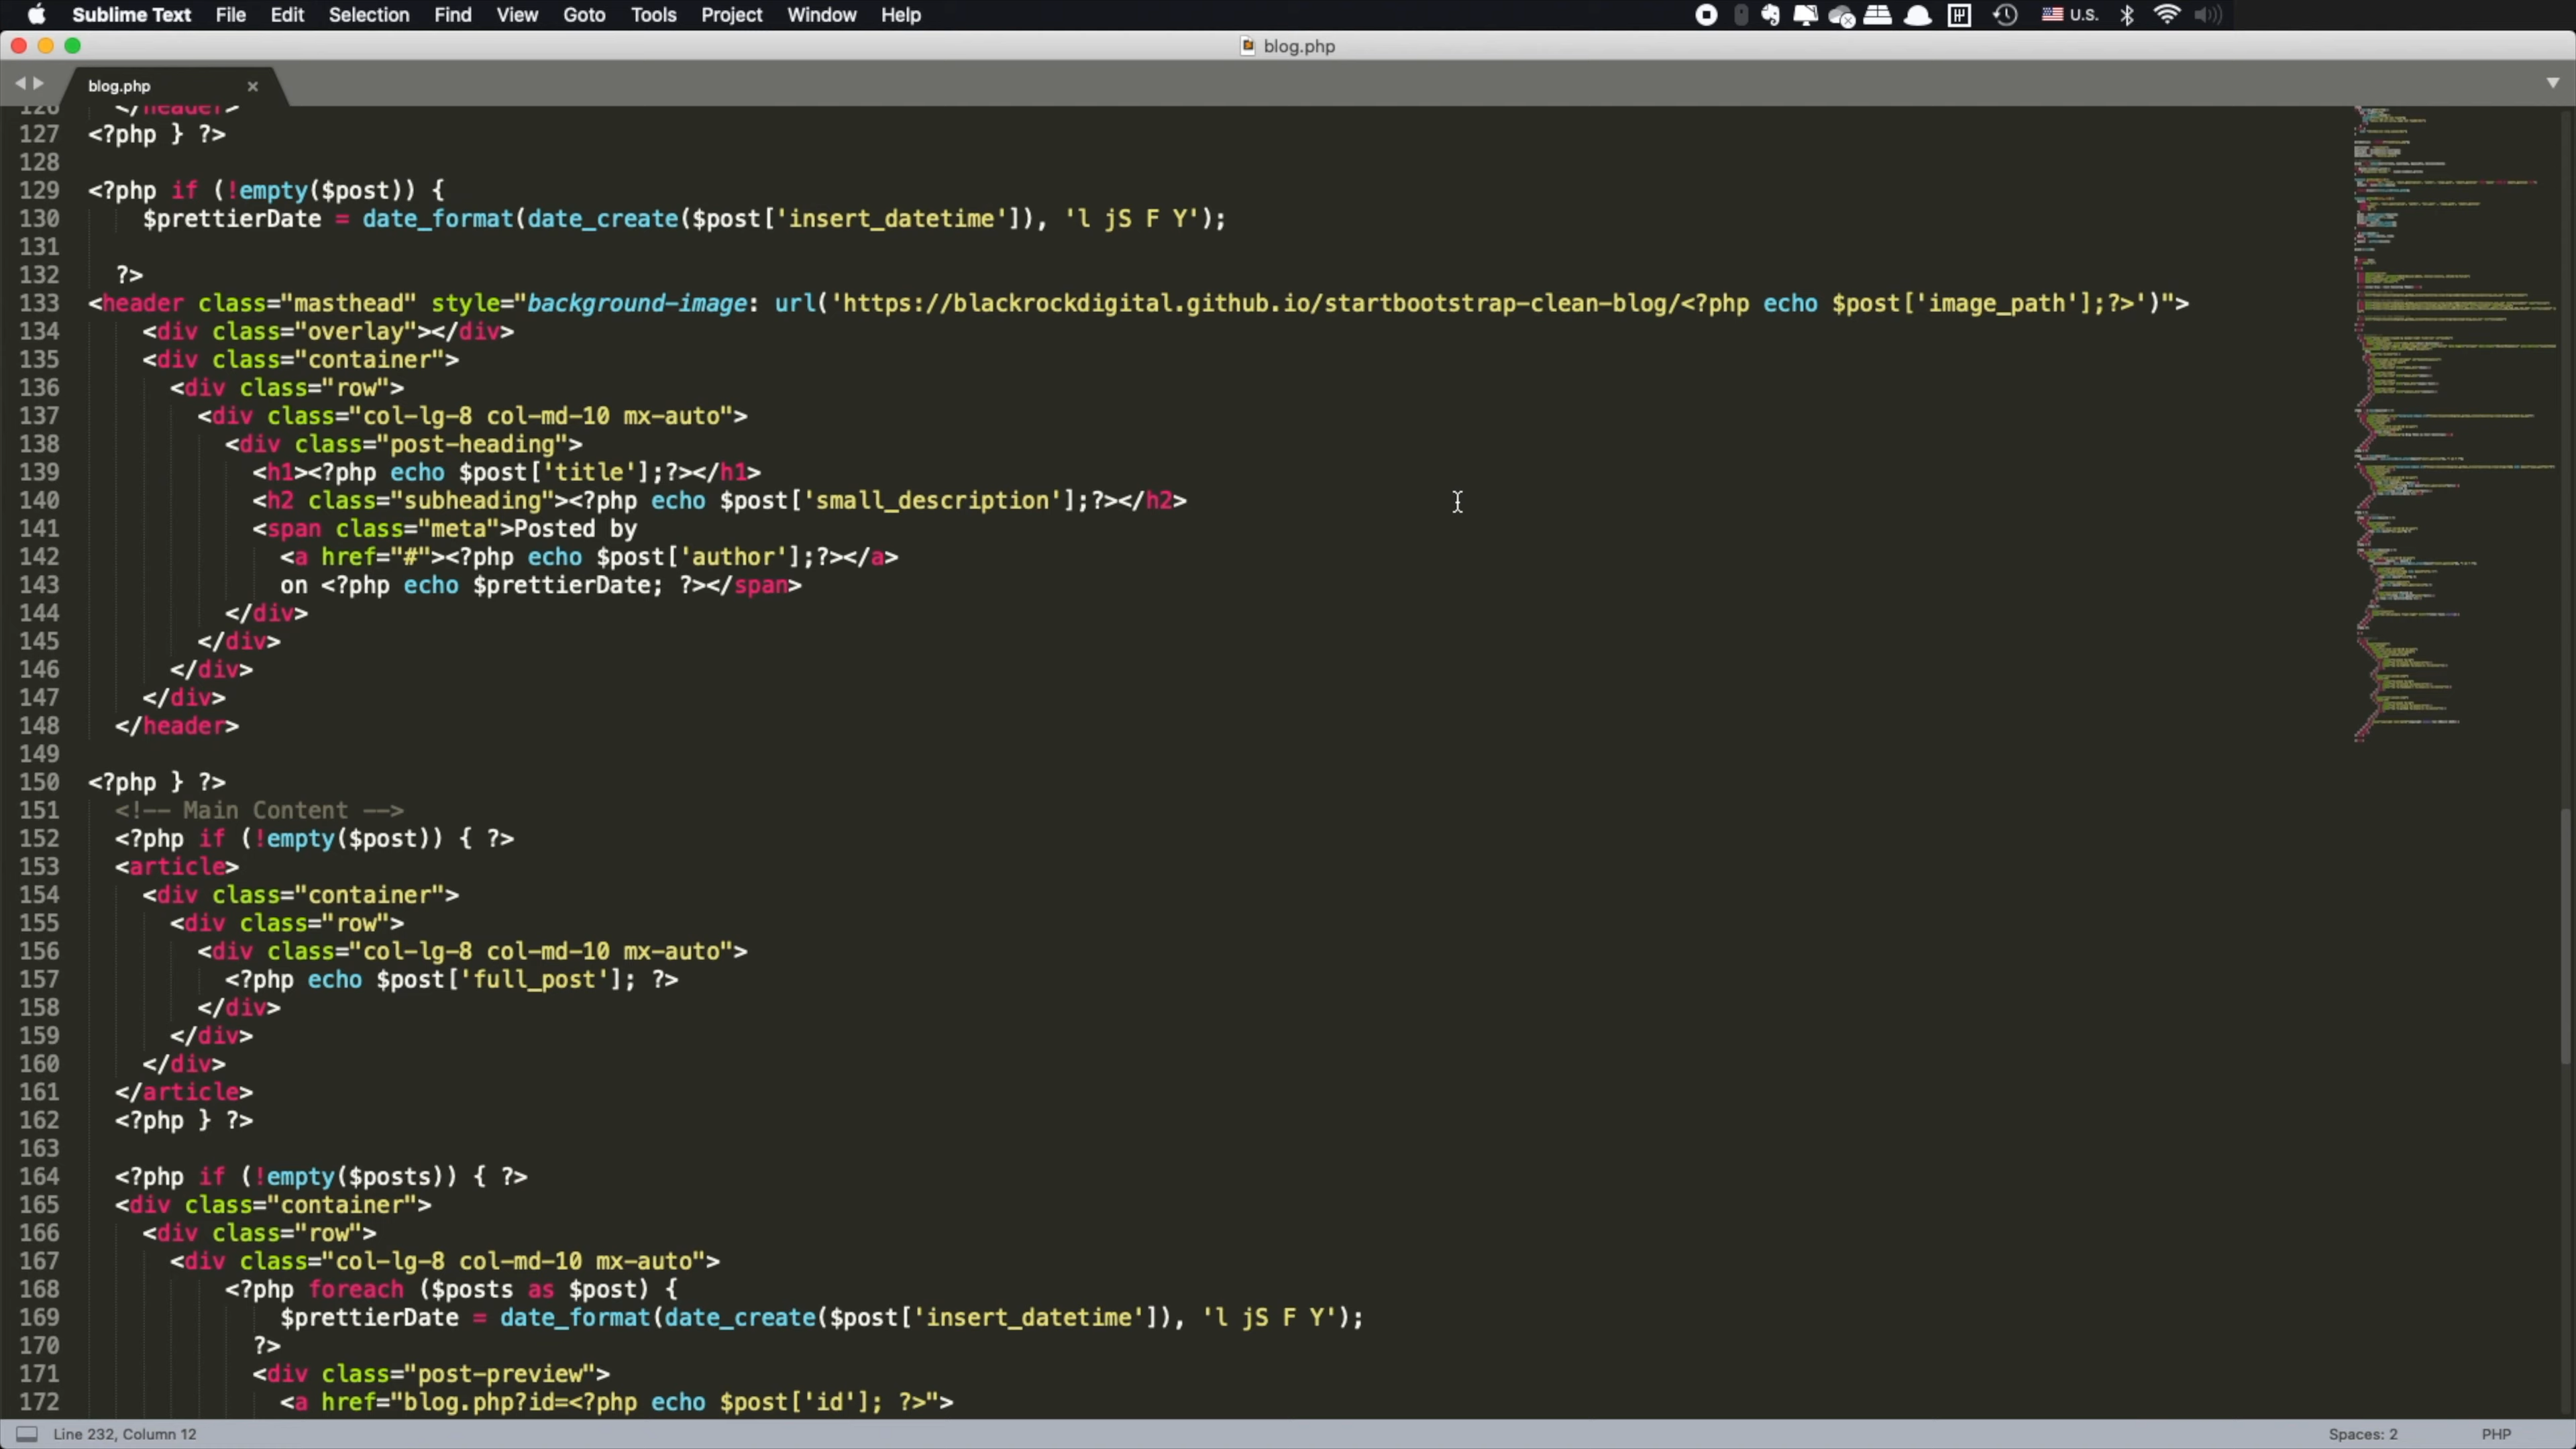 Sublime Text File Edit Selection Find View Goto Tools Project Window Help U.S.
blog.php
blog.php ×
126   </header>
127 <?php } ?>
128
129 <?php if (!empty($post)) {
130     $prettierDate = date_format(date_create($post['insert_datetime']), 'l jS F Y');
131
132   ?>
133 <header class="masthead" style="background-image: url('https://blackrockdigital.github.io/startbootstrap-clean-blog/<?php echo $post['image_path'];?>')">
134     <div class="overlay"></div>
135     <div class="container">
136       <div class="row">
137         <div class="col-lg-8 col-md-10 mx-auto">
138           <div class="post-heading">
139             <h1><?php echo $post['title'];?></h1>
140             <h2 class="subheading"><?php echo $post['small_description'];?></h2>
141             <span class="meta">Posted by
142               <a href="#"><?php echo $post['author'];?></a>
143               on <?php echo $prettierDate; ?></span>
144           </div>
145         </div>
146       </div>
147     </div>
148   </header>
149
150 <?php } ?>
151   <!-- Main Content -->
152   <?php if (!empty($post)) { ?>
153   <article>
154     <div class="container">
155       <div class="row">
156         <div class="col-lg-8 col-md-10 mx-auto">
157           <?php echo $post['full_post']; ?>
158         </div>
159       </div>
160     </div>
161   </article>
162   <?php } ?>
163
164   <?php if (!empty($posts)) { ?>
165   <div class="container">
166     <div class="row">
167       <div class="col-lg-8 col-md-10 mx-auto">
168           <?php foreach ($posts as $post) {
169               $prettierDate = date_format(date_create($post['insert_datetime']), 'l jS F Y');
170             ?>
171             <div class="post-preview">
172               <a href="blog.php?id=<?php echo $post['id']; ?>">
Line 232, Column 12 Spaces: 2 PHP